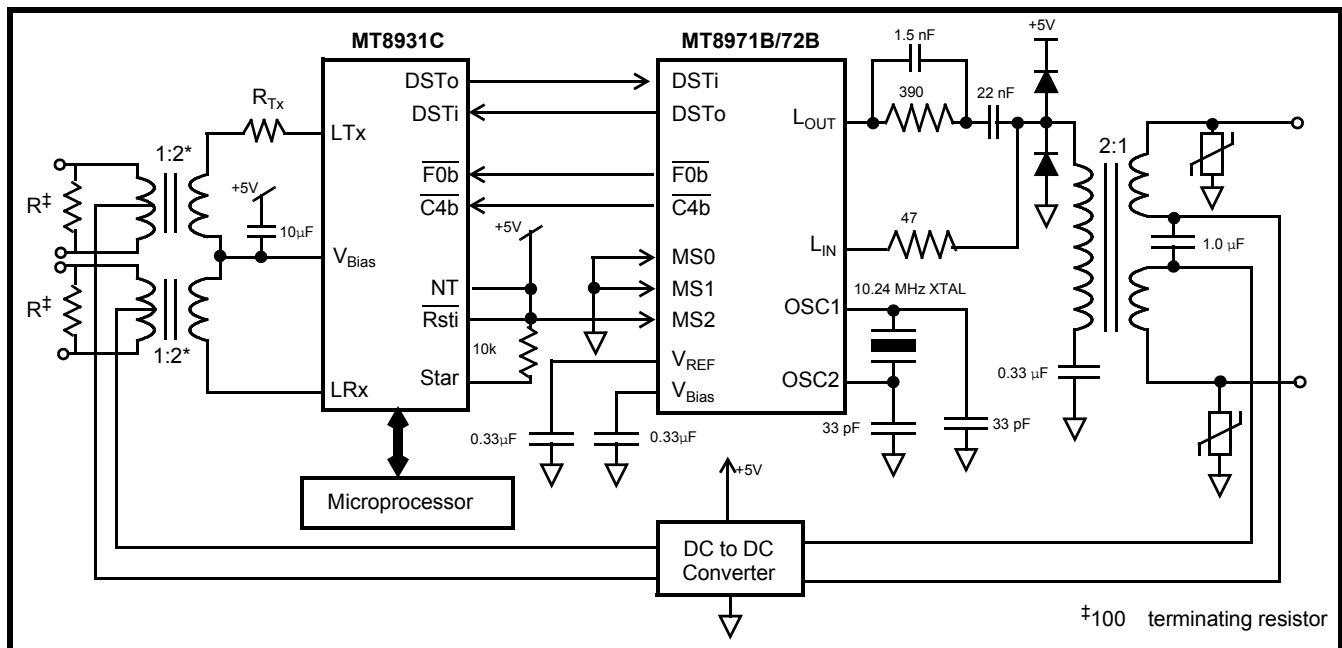 MT8931C
MT8971B/72B
+5V
1.5 nF
390
22 nF
DSTo
DSTi
DSTi
DSTo
RTx
LTx
LOUT
1:2*
2:1
F0b
F0b
C4b
C4b
+5V
R‡
10µF
+5V
47
1.0 µF
VBias
LIN
MS0
NT
MS1
10.24 MHz XTAL
R‡
Rsti
MS2
OSC1
1:2*
10k
VREF
Star
OSC2
0.33 µF
LRx
VBias
0.33µF
0.33µF
33 pF
33 pF
+5V
Microprocessor
DC to DC
Converter
‡100 terminating resistor